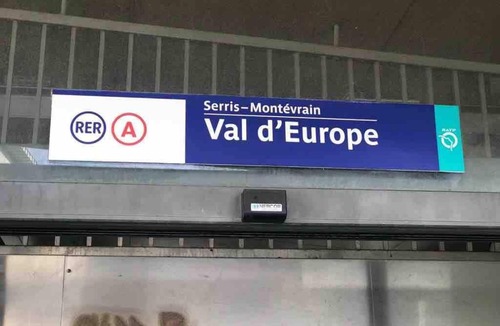 Serris–Montévrain
RER A Val d'Europe
RATP